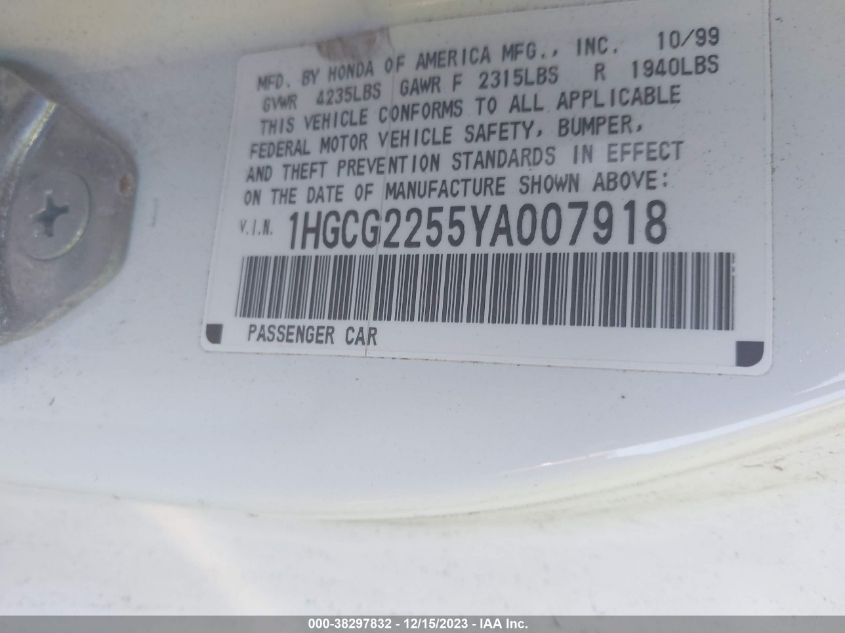 MFD. BY HONDA OF AMERICA MFG., INC. 10/99
GVWR 4235LBS GAWR F 2315LBS R 1940LBS
THIS VEHICLE CONFORMS TO ALL APPLICABLE
FEDERAL MOTOR VEHICLE SAFETY, BUMPER,
AND THEFT PREVENTION STANDARDS IN EFFECT
ON THE DATE OF MANUFACTURE SHOWN ABOVE:
V.I.N. 1HGCG2255YA007918
PASSENGER CAR
000-38297832 - 12/15/2023 - IAA Inc.